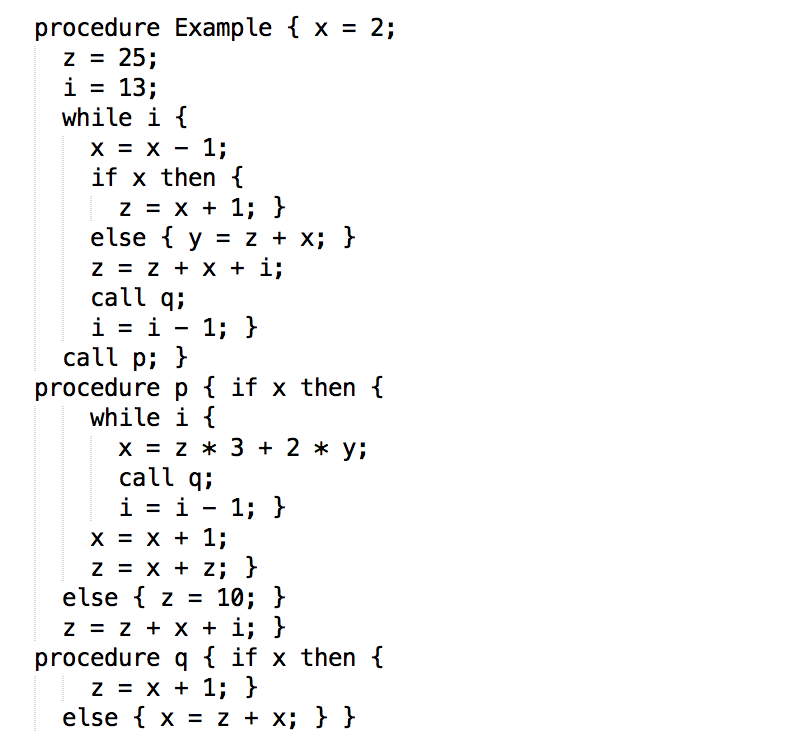 procedure Example { x = 2;
z = 25;
i = 13;
while i {
x = x - 1;
if x then {
z = x + 1; }
else { y = z + x; }
z = z + x + i;
call q;
i = i - 1; }
call p; }
procedure p { if x then {
while i {
x = z * 3 + 2 * y;
call q;
i = i - 1; }
x = x + 1;
z = x + z; }
else { z = 10; }
z = z + x + i; }
procedure q { if x then {
z = x + 1; }
else { x = z + x; } }